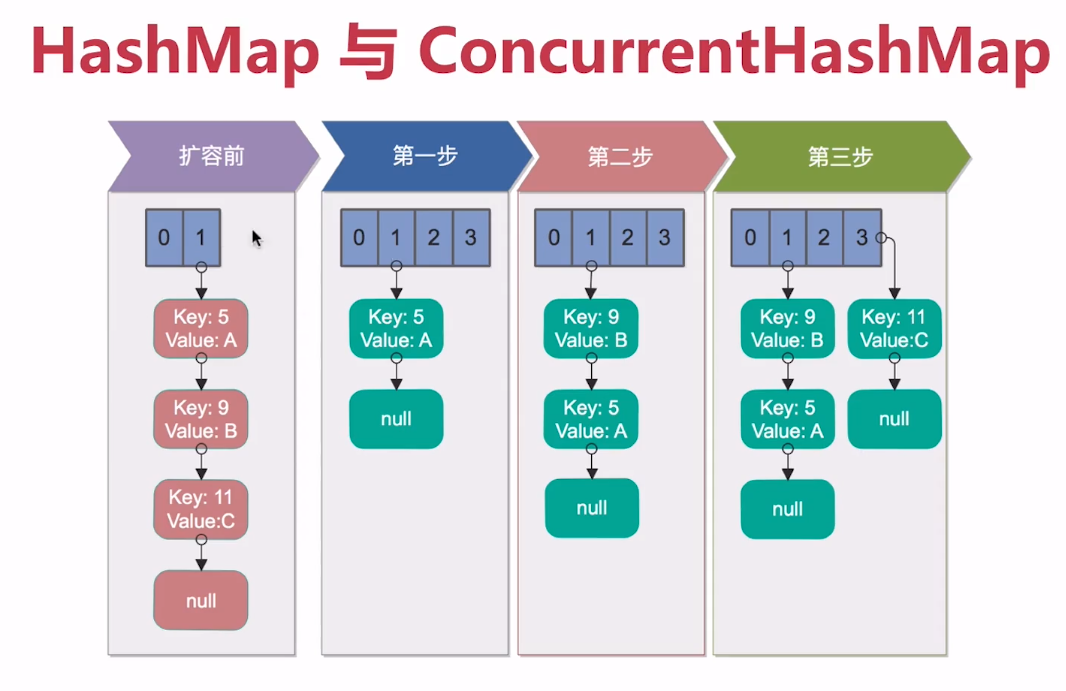 HashMap 与 ConcurrentHashMap
扩容前
0 1
Key: 5
Value: A
Key: 9
Value: B
Key: 11
Value:C
null
第一步
0 1 2 3
Key: 5
Value: A
null
第二步
0 1 2 3
Key: 9
Value: B
Key: 5
Value: A
null
第三步
0 1 2 3
Key: 9
Value: B
Key: 5
Value: A
null
Key: 11
Value:C
null